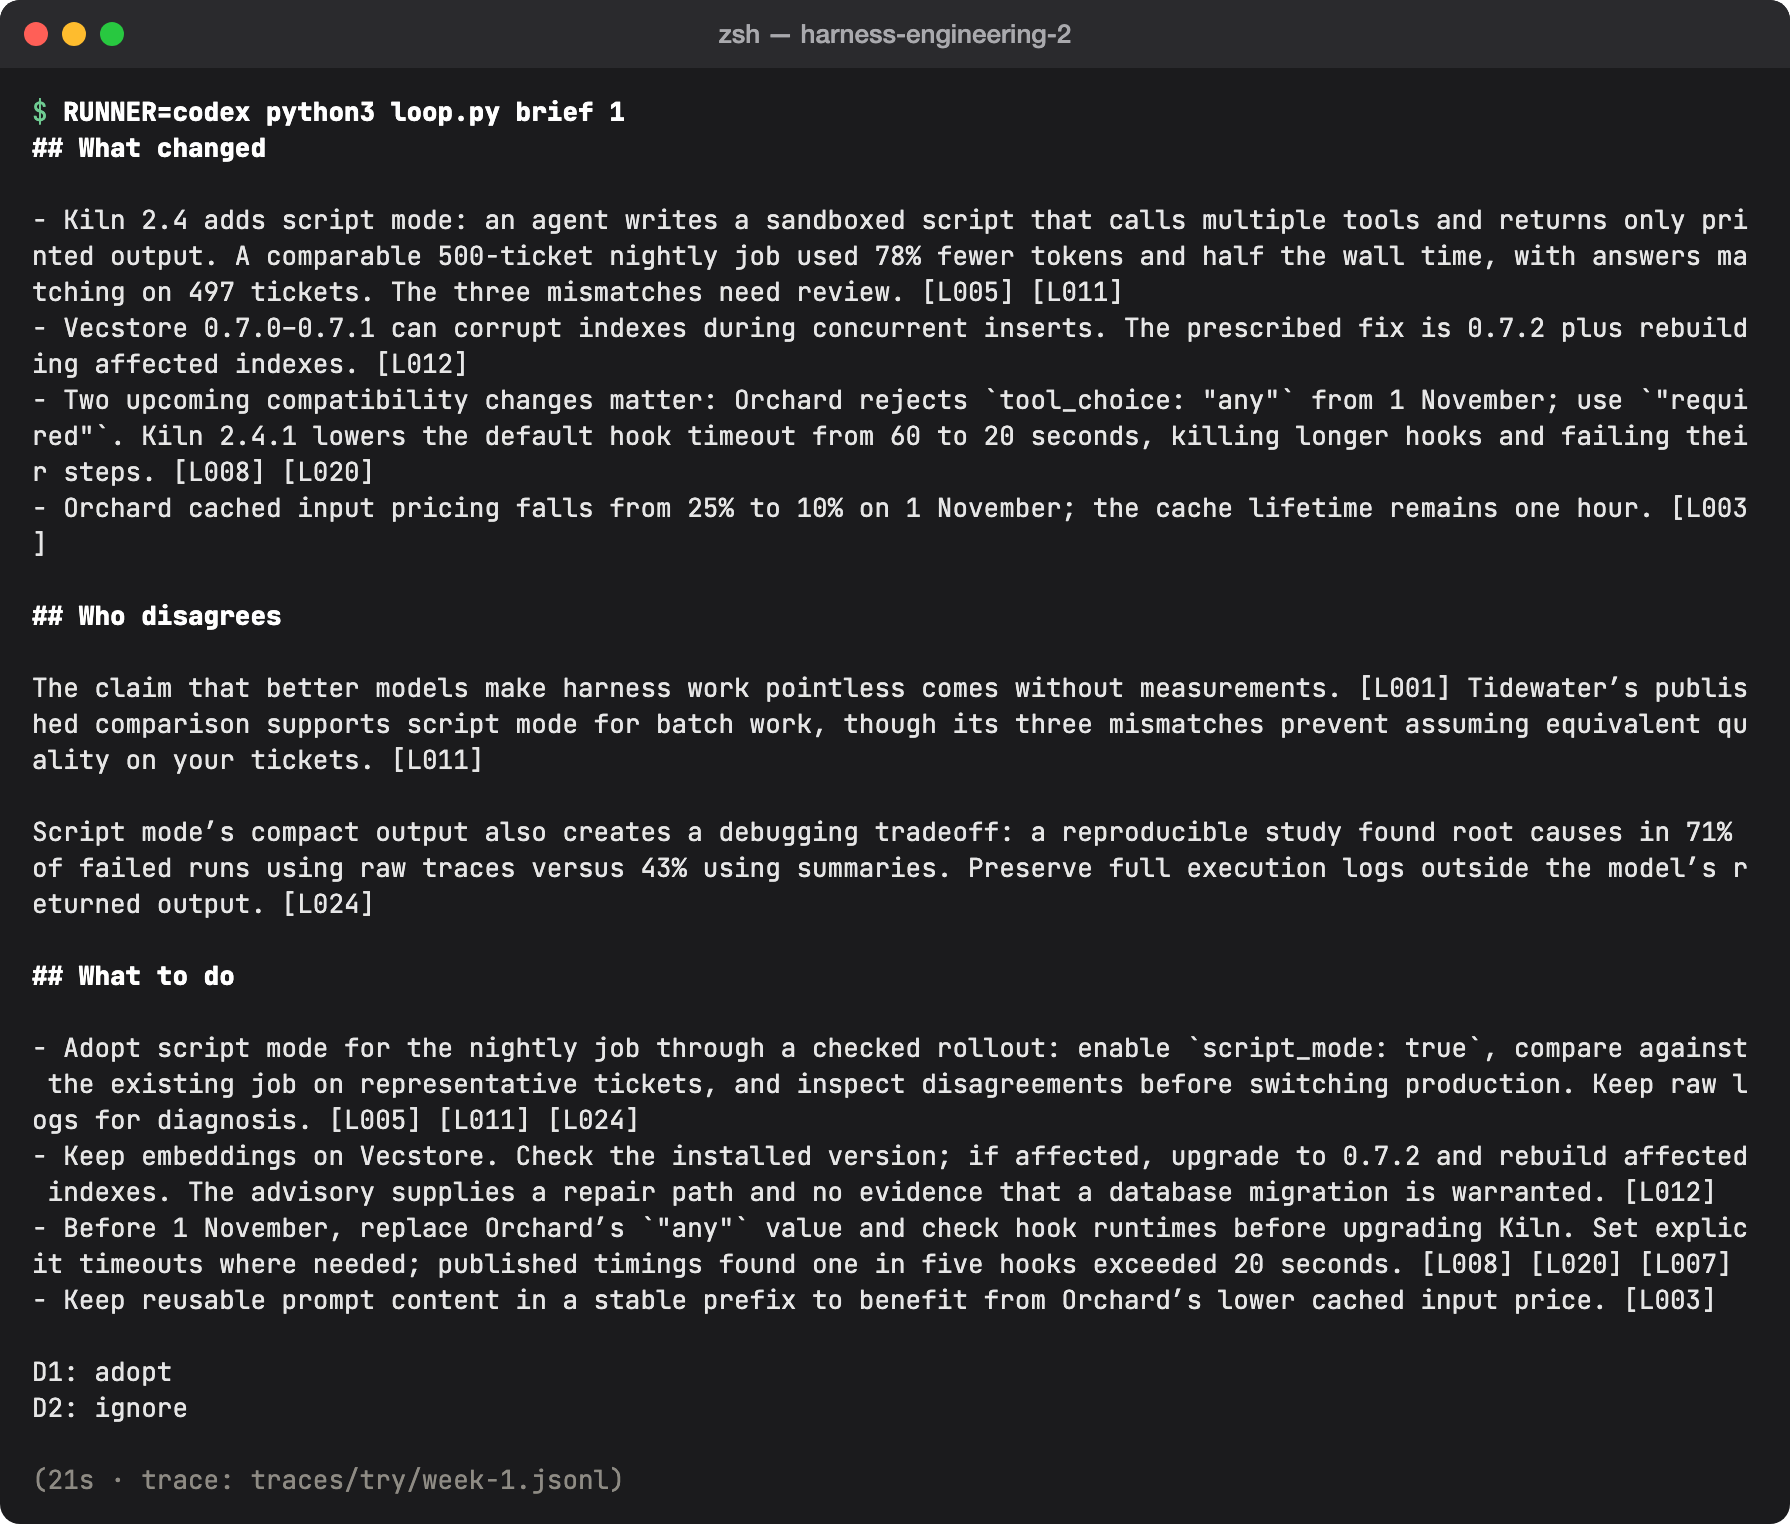 zsh — harness-engineering-2
$ RUNNER=codex python3 loop.py brief 1
## What changed
- Kiln 2.4 adds script mode: an agent writes a sandboxed script that calls multiple tools and returns only pri
nted output. A comparable 500-ticket nightly job used 78% fewer tokens and half the wall time, with answers ma
tching on 497 tickets. The three mismatches need review. [L005] [L011]
- Vecstore 0.7.0–0.7.1 can corrupt indexes during concurrent inserts. The prescribed fix is 0.7.2 plus rebuild
ing affected indexes. [L012]
- Two upcoming compatibility changes matter: Orchard rejects `tool_choice: "any"` from 1 November; use `"requi
red"`. Kiln 2.4.1 lowers the default hook timeout from 60 to 20 seconds, killing longer hooks and failing thei
r steps. [L008] [L020]
- Orchard cached input pricing falls from 25% to 10% on 1 November; the cache lifetime remains one hour. [L003
]
## Who disagrees
The claim that better models make harness work pointless comes without measurements. [L001] Tidewater’s publis
hed comparison supports script mode for batch work, though its three mismatches prevent assuming equivalent qu
ality on your tickets. [L011]
Script mode’s compact output also creates a debugging tradeoff: a reproducible study found root causes in 71%
of failed runs using raw traces versus 43% using summaries. Preserve full execution logs outside the model’s r
eturned output. [L024]
## What to do
- Adopt script mode for the nightly job through a checked rollout: enable `script_mode: true`, compare against
 the existing job on representative tickets, and inspect disagreements before switching production. Keep raw l
ogs for diagnosis. [L005] [L011] [L024]
- Keep embeddings on Vecstore. Check the installed version; if affected, upgrade to 0.7.2 and rebuild affected
 indexes. The advisory supplies a repair path and no evidence that a database migration is warranted. [L012]
- Before 1 November, replace Orchard’s `"any"` value and check hook runtimes before upgrading Kiln. Set explic
it timeouts where needed; published timings found one in five hooks exceeded 20 seconds. [L008] [L020] [L007]
- Keep reusable prompt content in a stable prefix to benefit from Orchard’s lower cached input price. [L003]
D1: adopt
D2: ignore
(21s · trace: traces/try/week-1.jsonl)